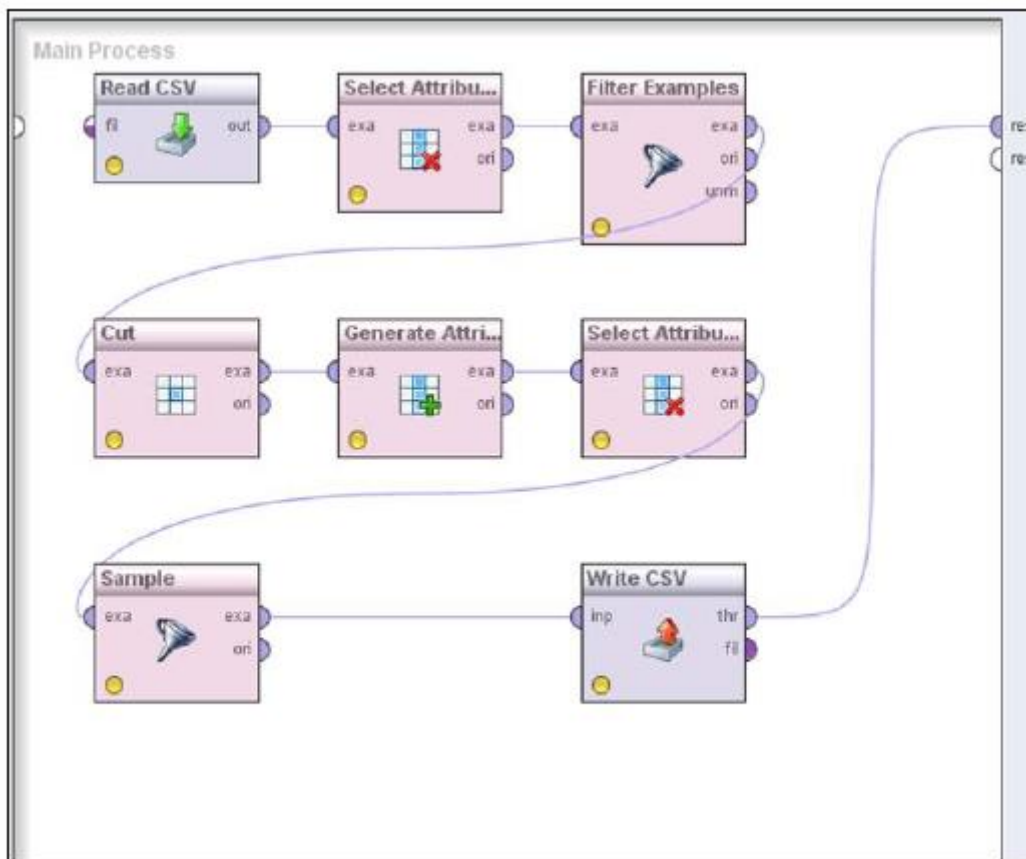 Main Process
Read CSV
fil
out
Select Attribu...
exa
exa
ori
Filter Examples
exa
exa
ori
unm
Cut
exa
exa
ori
Generate Attri...
exa
exa
ori
Select Attribu...
exa
exa
ori
Sample
exa
exa
ori
Write CSV
inp
thr
fil
re
res